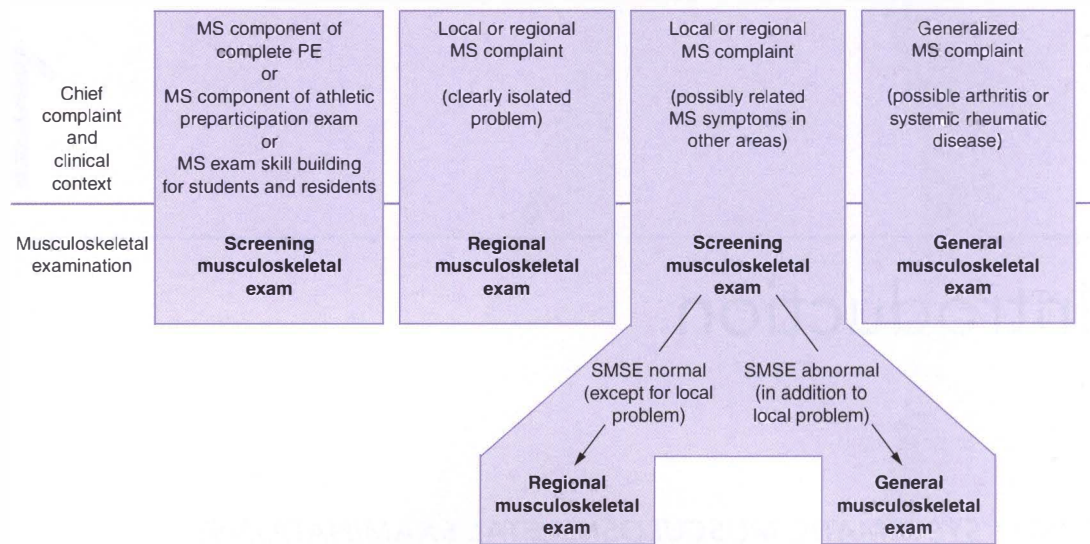 Chief
complaint
and
clinical
context
MS component of
complete PE
or
MS component of athletic
preparticipation exam
or
MS exam skill building
for students and residents
Local or regional
MS complaint
(clearly isolated
problem)
Local or regional
MS complaint
(possibly related
MS symptoms in
other areas)
Generalized
MS complaint
(possible arthritis or
systemic rheumatic
disease)
Musculoskeletal
examination
Screening
musculoskeletal
exam
Regional
musculoskeletal
exam
Screening
musculoskeletal
exam
General
musculoskeletal
exam
SMSE normal
(except for local
problem)
SMSE abnormal
(in addition to
local problem)
Regional
musculoskeletal
exam
General
musculoskeletal
exam